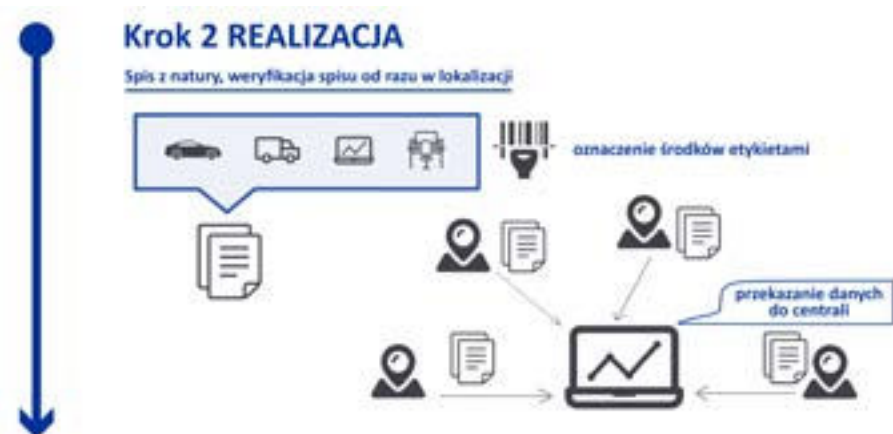 Krok 2 REALIZACJA
Spis z natury, weryfikacja spisu od razu w lokalizacji
oznaczenie środków etykietami
przekazanie danych
do centrali